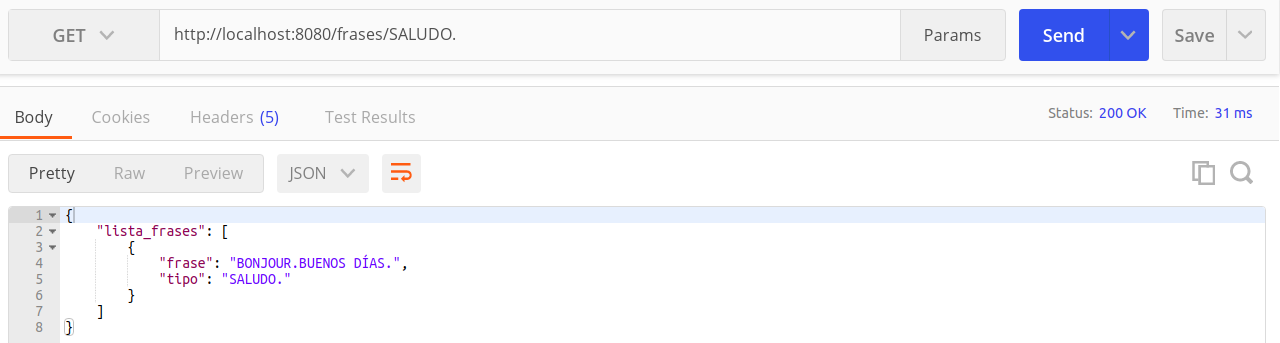 GET http://localhost:8080/frases/SALUDO. Params Send Save
Body Cookies Headers (5) Test Results Status: 200 OK Time: 31 ms
Pretty Raw Preview JSON
1 {
2 "lista_frases": [
3 {
4 "frase": "BONJOUR.BUENOS DÍAS.",
5 "tipo": "SALUDO."
6 }
7 ]
8 }